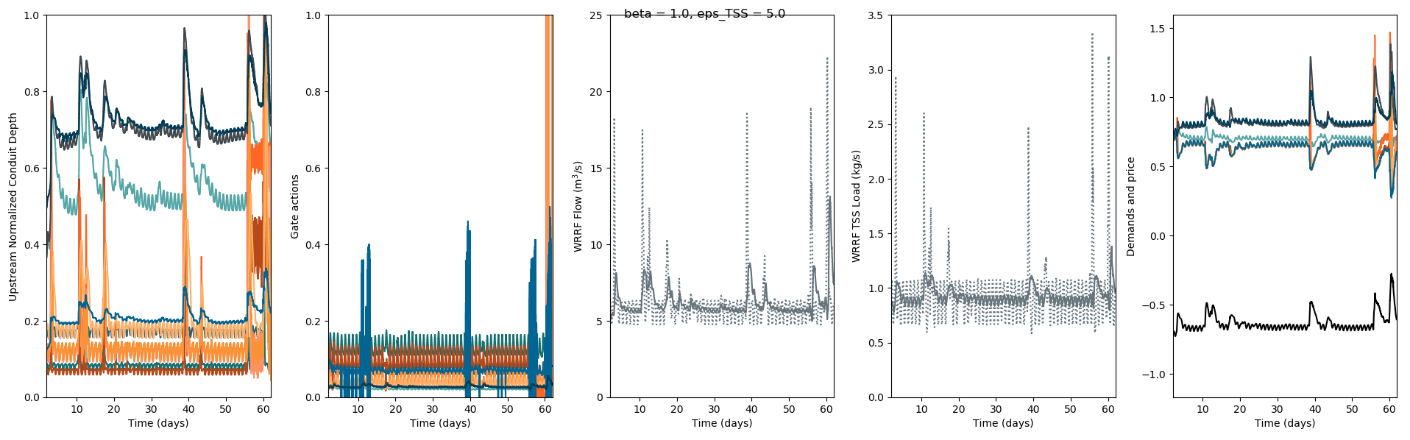 beta = 1.0, eps_TSS = 5.0
Upstream Normalized Conduit Depth
1.0
0.8
0.6
0.4
0.2
0.0
10 20 30 40 50 60
Time (days)
Gate actions
1.0
0.8
0.6
0.4
0.2
0.0
10 20 30 40 50 60
Time (days)
WRRF Flow (m³/s)
25
20
15
10
5
0
10 20 30 40 50 60
Time (days)
WRRF TSS Load (kg/s)
3.5
3.0
2.5
2.0
1.5
1.0
0.5
0.0
10 20 30 40 50 60
Time (days)
Demands and price
1.5
1.0
0.5
0.0
−0.5
−1.0
10 20 30 40 50 60
Time (days)